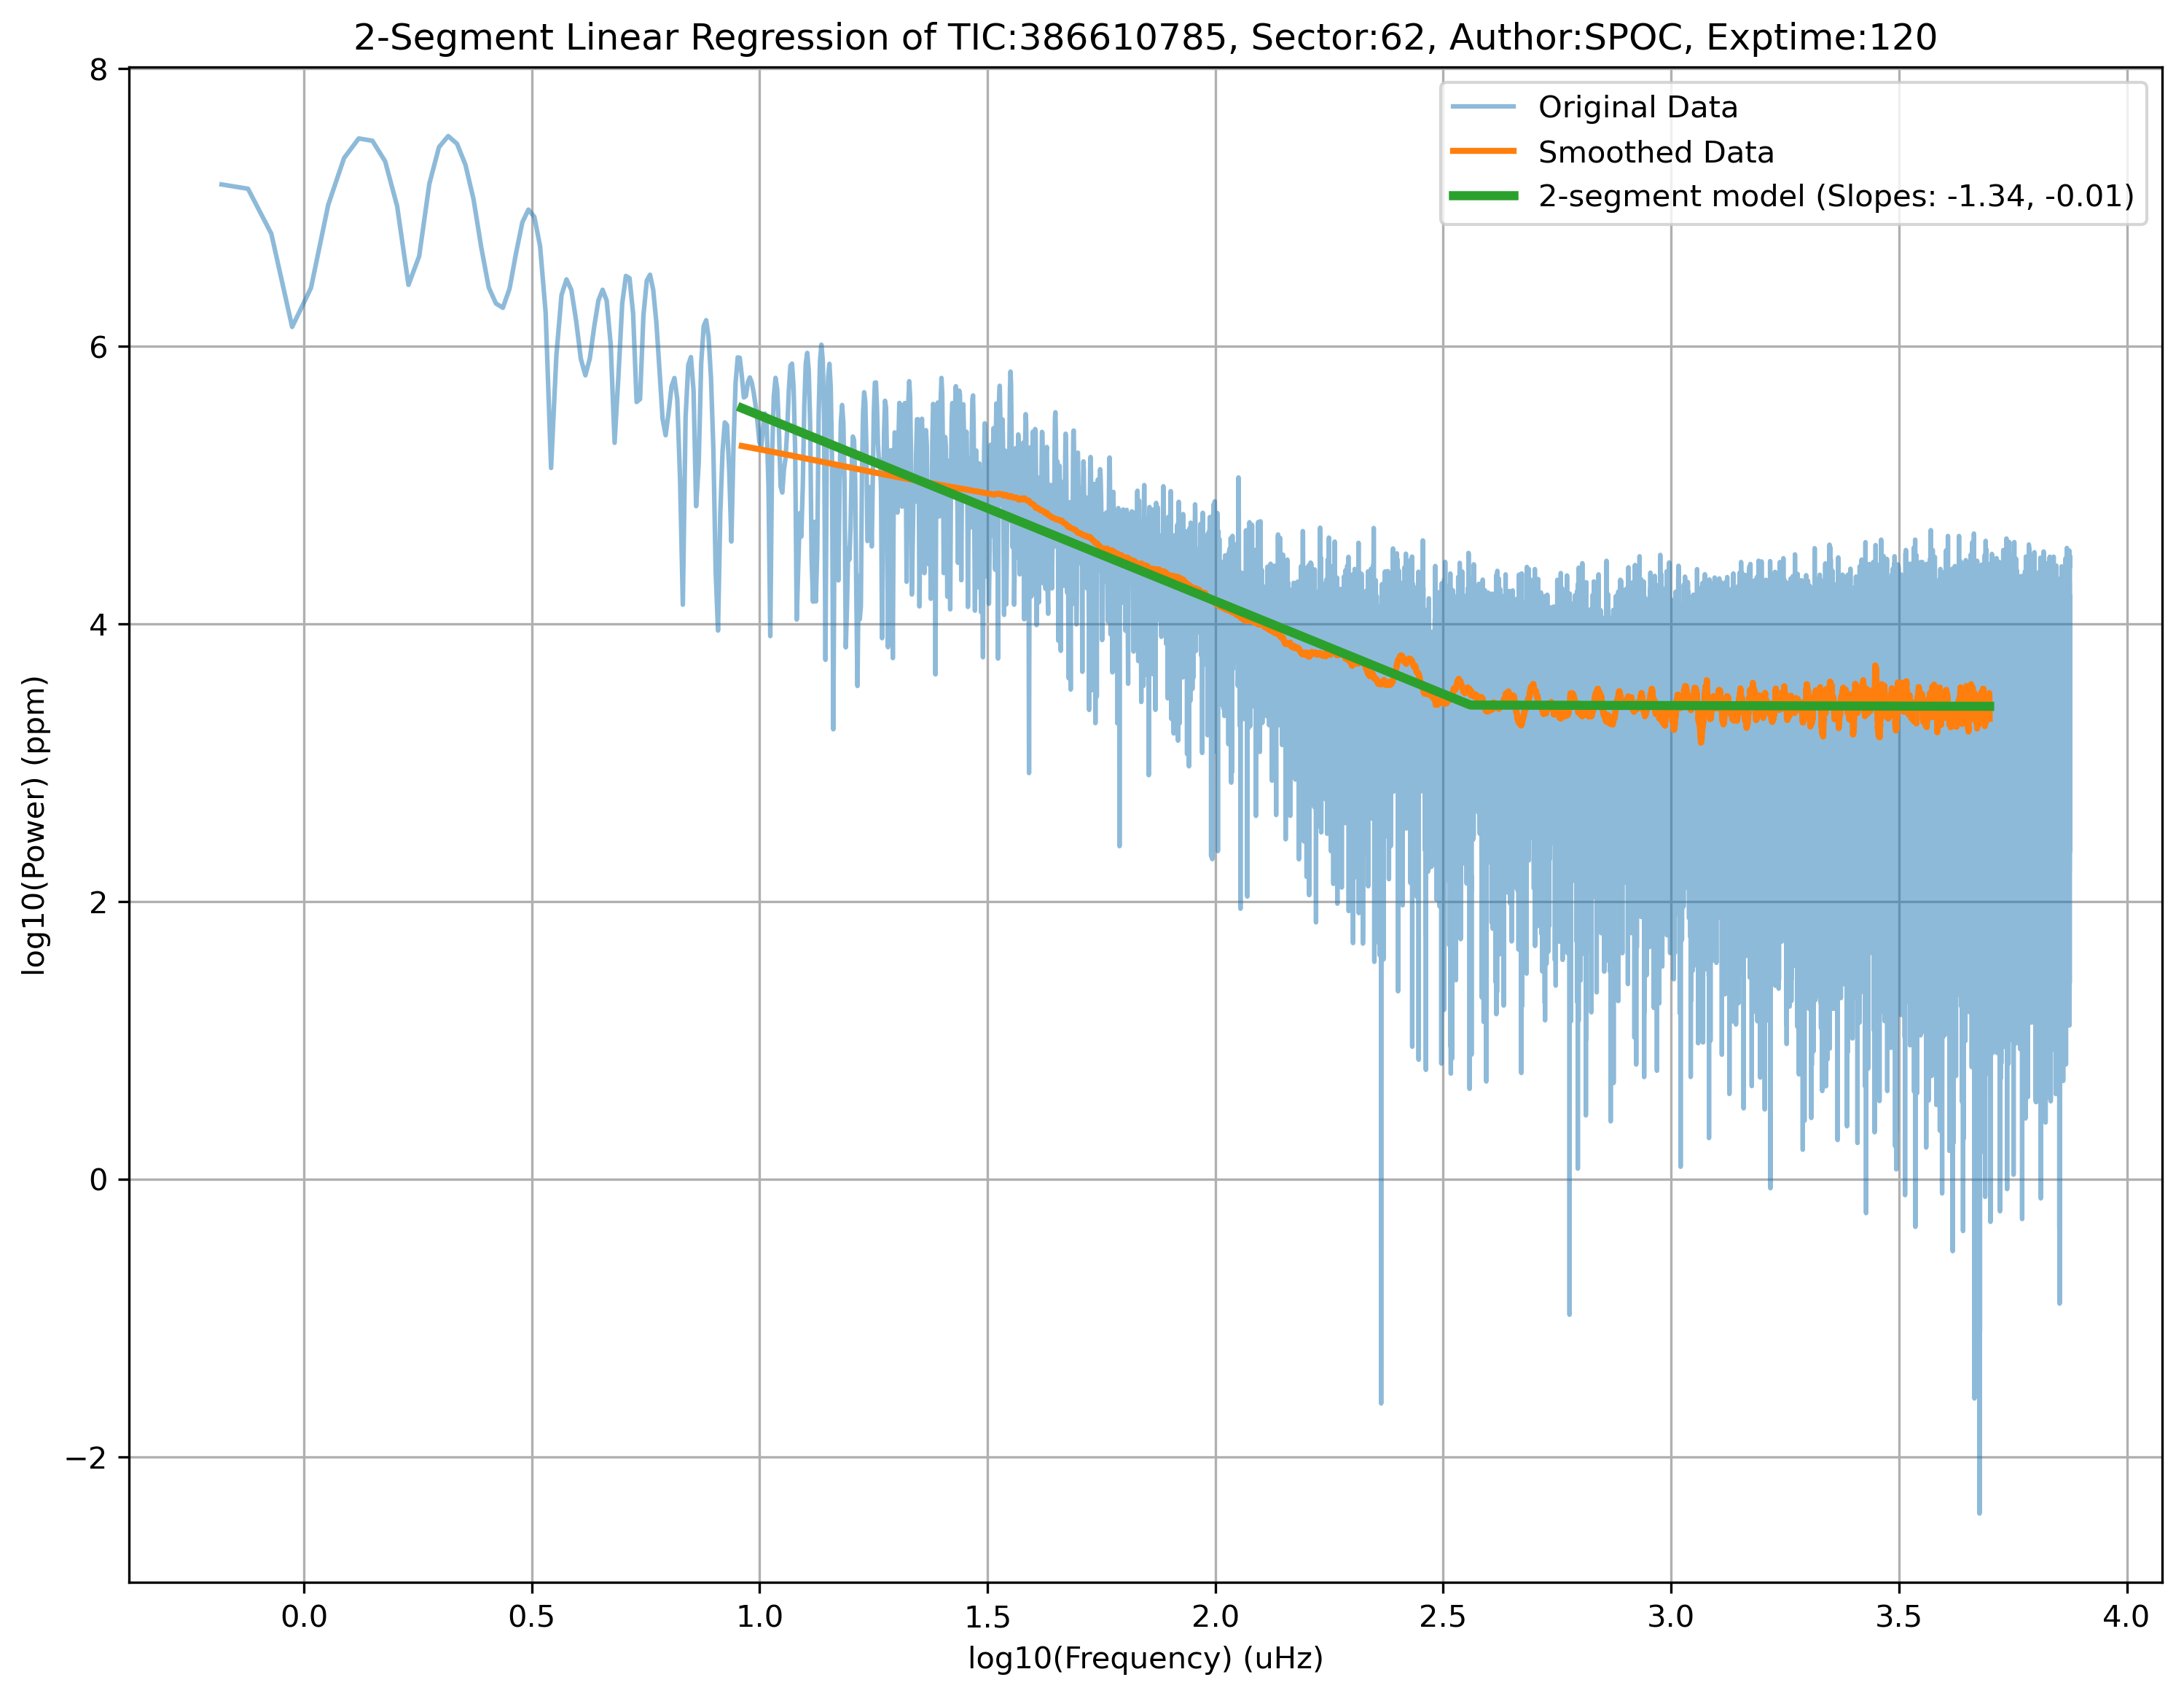 2-Segment Linear Regression of TIC:386610785, Sector:62, Author:SPOC, Exptime:120
Original Data
Smoothed Data
2-segment model (Slopes: -1.34, -0.01)
log10(Power) (ppm)
8
6
4
2
0
−2
0.0 0.5 1.0 1.5 2.0 2.5 3.0 3.5 4.0
log10(Frequency) (uHz)